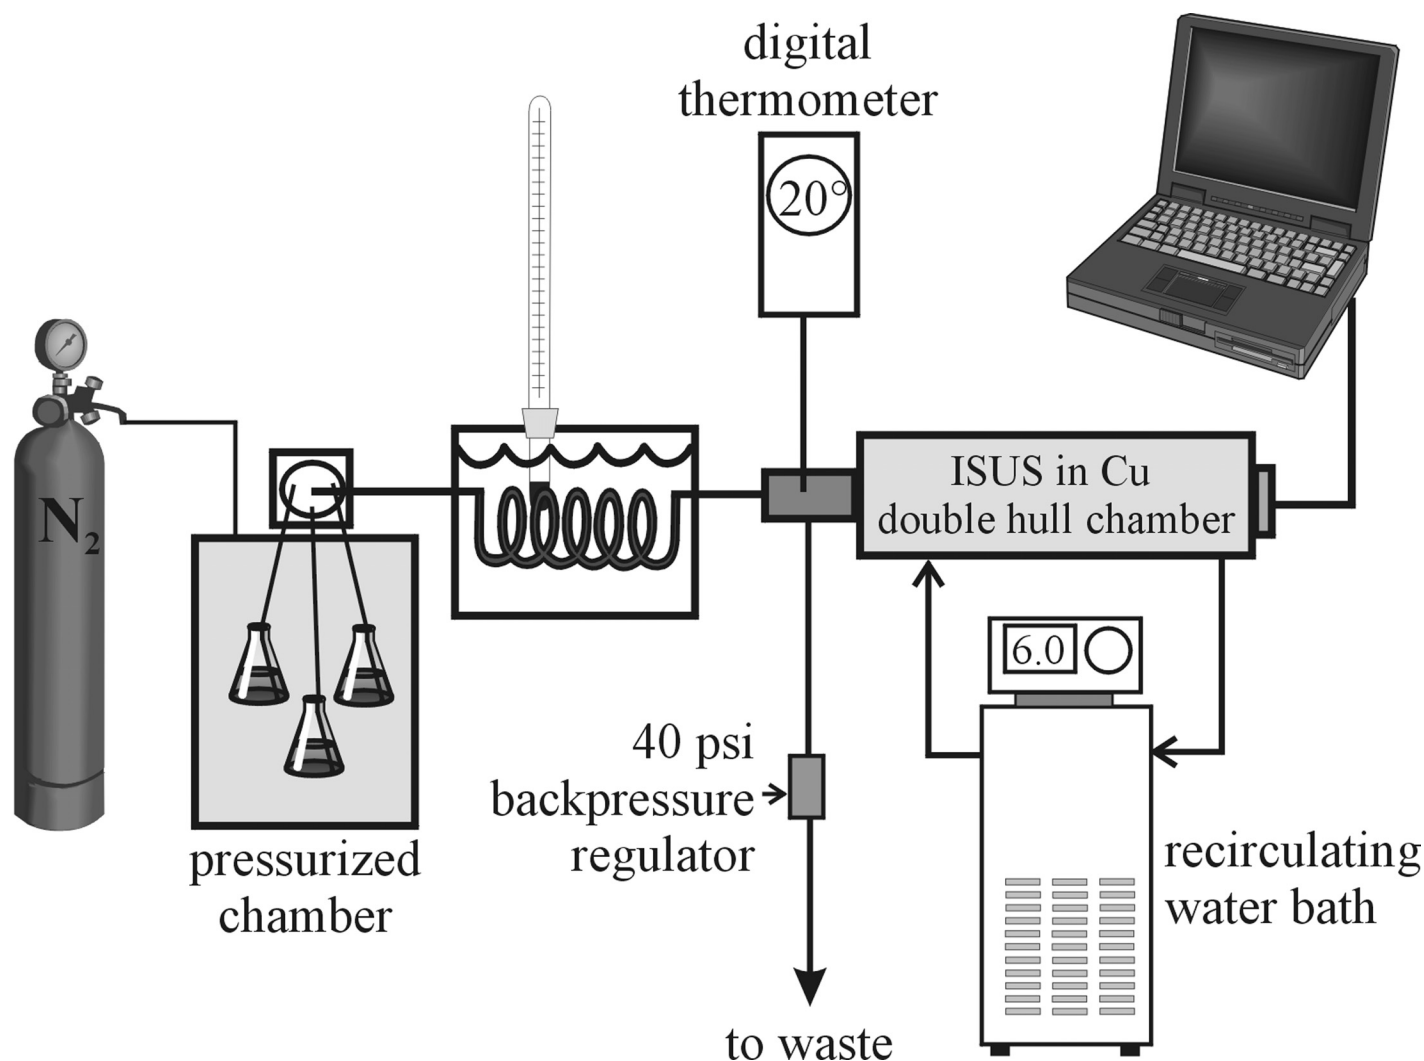 digital
thermometer
20°
N₂
ISUS in Cu
double hull chamber
6.0
40 psi
backpressure
regulator
pressurized
chamber
recirculating
water bath
to waste